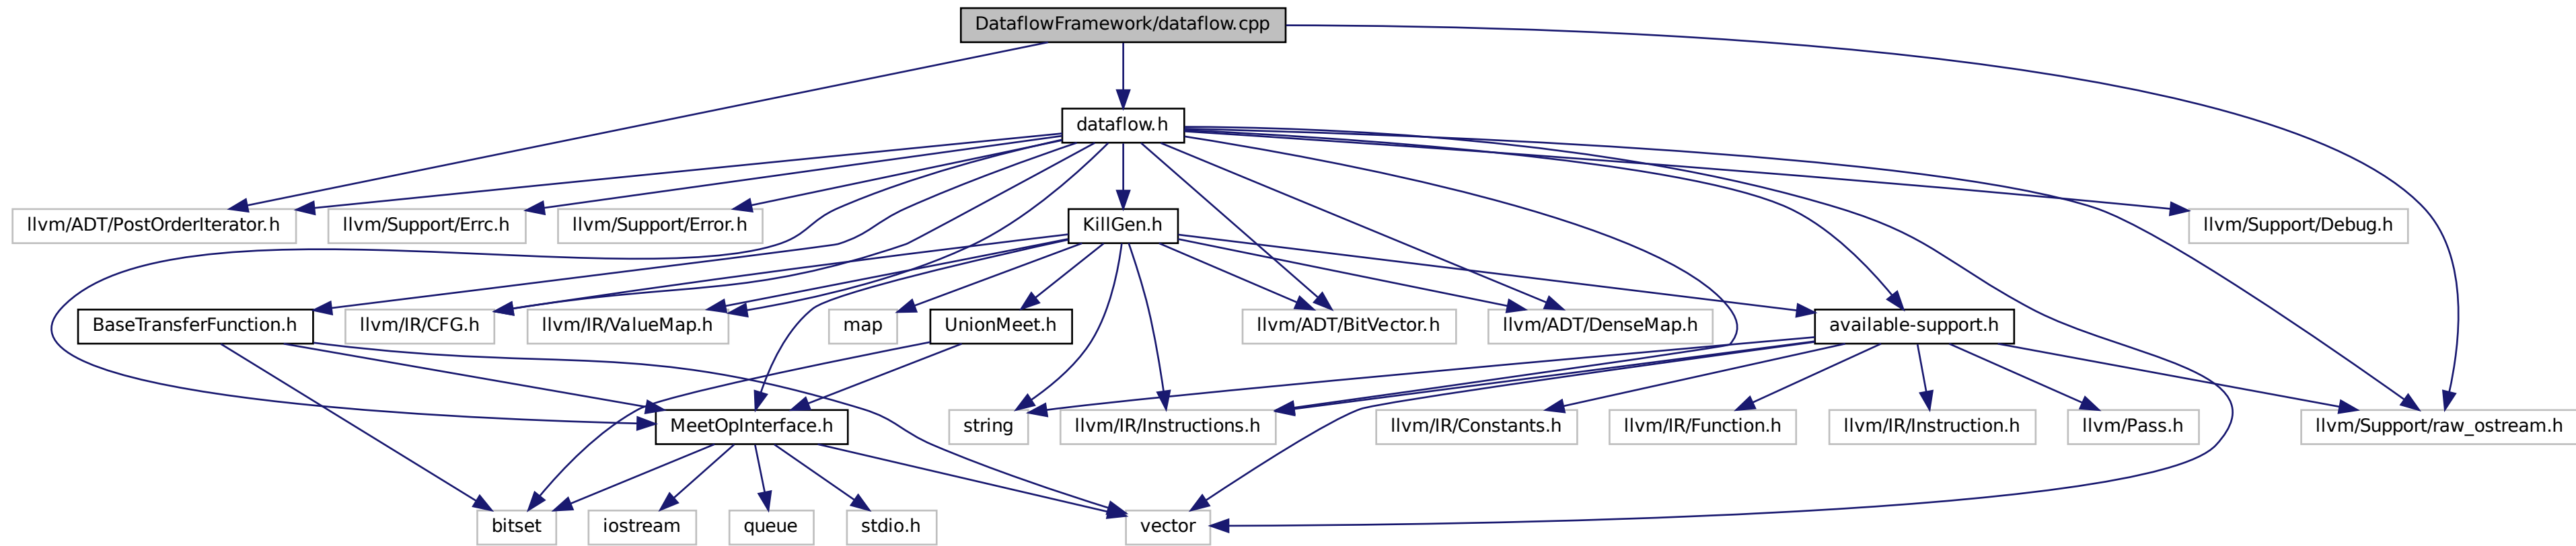 DataflowFramework/dataflow.cpp
dataflow.h
llvm/ADT/PostOrderIterator.h
llvm/Support/Errc.h
llvm/Support/Error.h
KillGen.h
llvm/Support/Debug.h
BaseTransferFunction.h
llvm/IR/CFG.h
llvm/IR/ValueMap.h
map
UnionMeet.h
llvm/ADT/BitVector.h
llvm/ADT/DenseMap.h
available-support.h
MeetOpInterface.h
string
llvm/IR/Instructions.h
llvm/IR/Constants.h
llvm/IR/Function.h
llvm/IR/Instruction.h
llvm/Pass.h
llvm/Support/raw_ostream.h
bitset
iostream
queue
stdio.h
vector